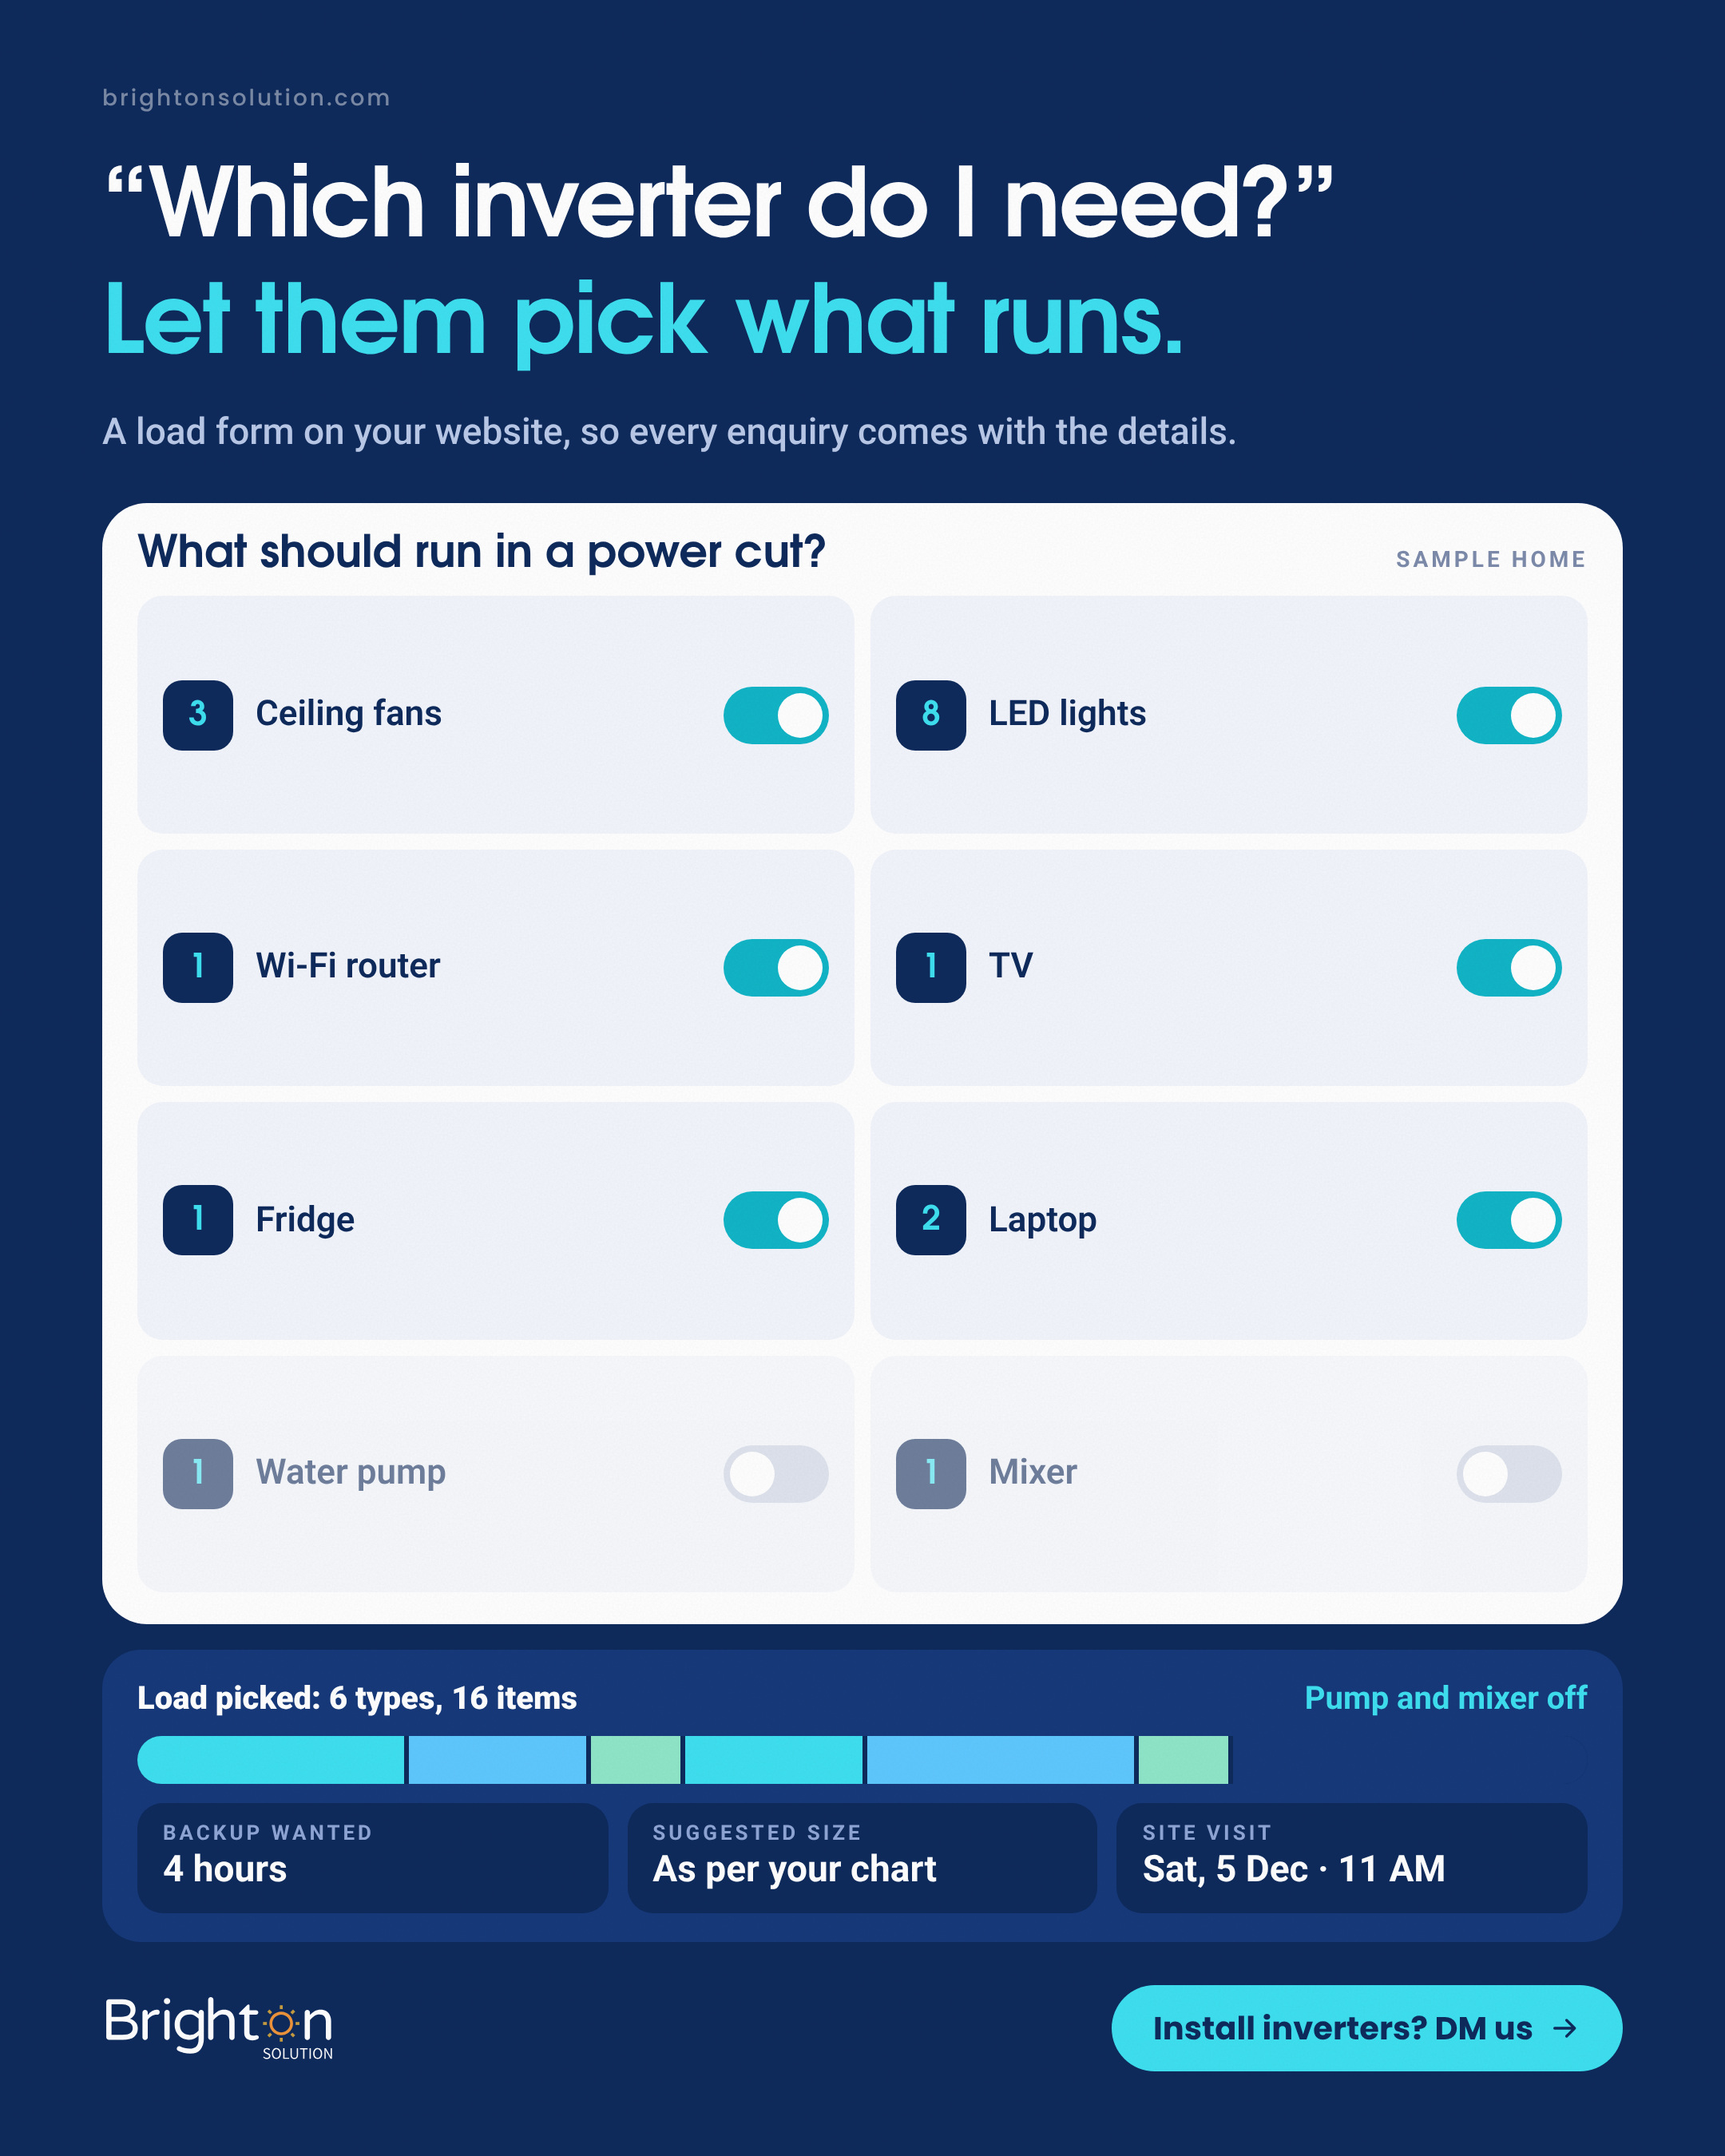 brightonsolution.com
“Which inverter do I need?”
Let them pick what runs.
A load form on your website, so every enquiry comes with the details.
What should run in a power cut?
SAMPLE HOME
3 Ceiling fans
8 LED lights
1 Wi-Fi router
1 TV
1 Fridge
2 Laptop
1 Water pump
1 Mixer
Load picked: 6 types, 16 items
Pump and mixer off
BACKUP WANTED
4 hours
SUGGESTED SIZE
As per your chart
SITE VISIT
Sat, 5 Dec · 11 AM
Brighton
SOLUTION
Install inverters? DM us →